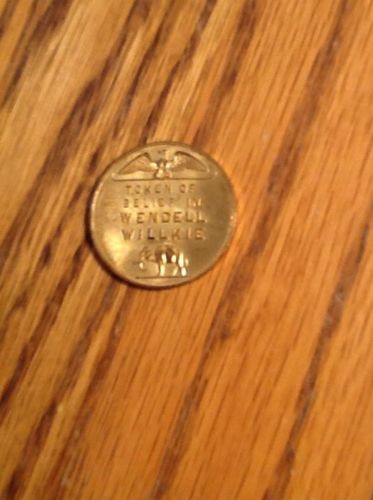 TOKEN OF
BELIEF IN
WENDELL
WILLKIE